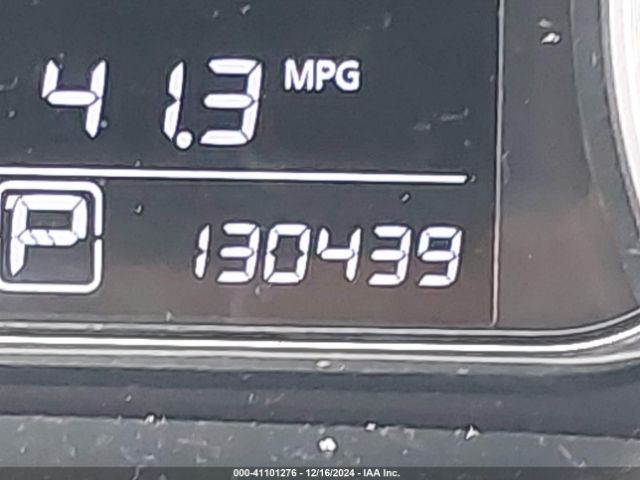 41.3 MPG
P 130439
000-41101276 - 12/16/2024 - IAA Inc.